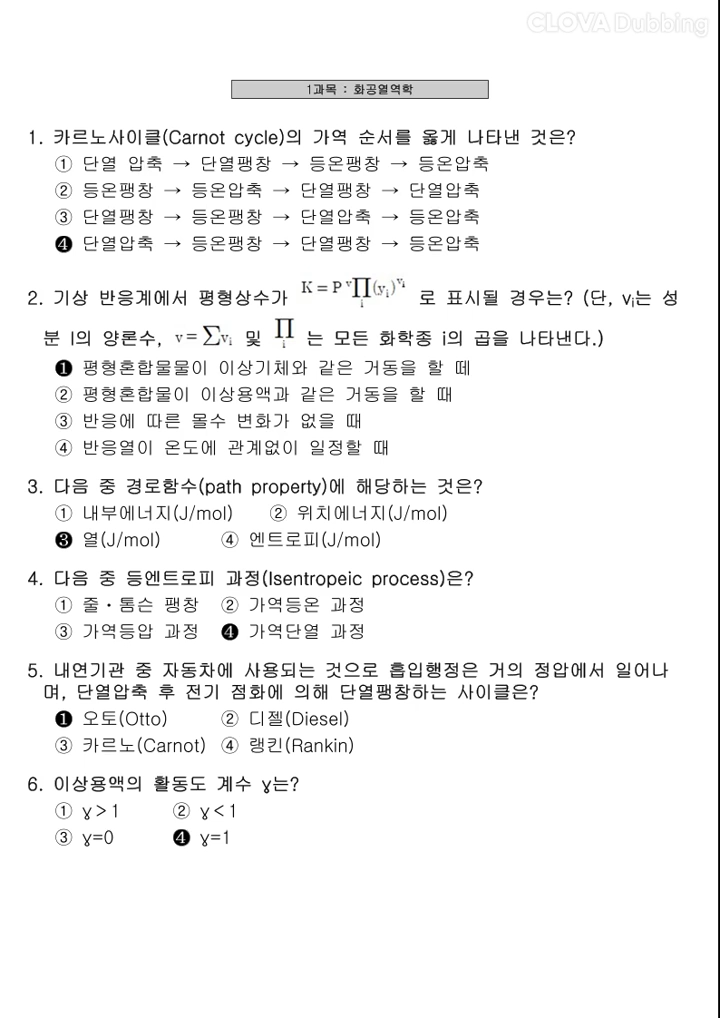 CLOVA Dubbing
1과목 : 화공열역학
1. 카르노사이클(Carnot cycle)의 가역 순서를 옳게 나타낸 것은?
① 단열 압축 → 단열팽창 → 등온팽창 → 등온압축
② 등온팽창 → 등온압축 → 단열팽창 → 단열압축
③ 단열팽창 → 등온팽창 → 단열압축 → 등온압축
❹ 단열압축 → 등온팽창 → 단열팽창 → 등온압축
2. 기상 반응계에서 평형상수가 K = P^v ∏_i (y_i)^{v_i} 로 표시될 경우는? (단, v_i는 성
분 I의 양론수, v = ∑v_i 및 ∏_i 는 모든 화학종 i의 곱을 나타낸다.)
❶ 평형혼합물물이 이상기체와 같은 거동을 할 떼
② 평형혼합물이 이상용액과 같은 거동을 할 때
③ 반응에 따른 몰수 변화가 없을 때
④ 반응열이 온도에 관계없이 일정할 때
3. 다음 중 경로함수(path property)에 해당하는 것은?
① 내부에너지(J/mol) ② 위치에너지(J/mol)
❸ 열(J/mol) ④ 엔트로피(J/mol)
4. 다음 중 등엔트로피 과정(Isentropeic process)은?
① 줄·톰슨 팽창 ② 가역등온 과정
③ 가역등압 과정 ❹ 가역단열 과정
5. 내연기관 중 자동차에 사용되는 것으로 흡입행정은 거의 정압에서 일어나
며, 단열압축 후 전기 점화에 의해 단열팽창하는 사이클은?
❶ 오토(Otto) ② 디젤(Diesel)
③ 카르노(Carnot) ④ 랭킨(Rankin)
6. 이상용액의 활동도 계수 ɣ는?
① ɣ>1 ② ɣ<1
③ ɣ=0 ❹ ɣ=1